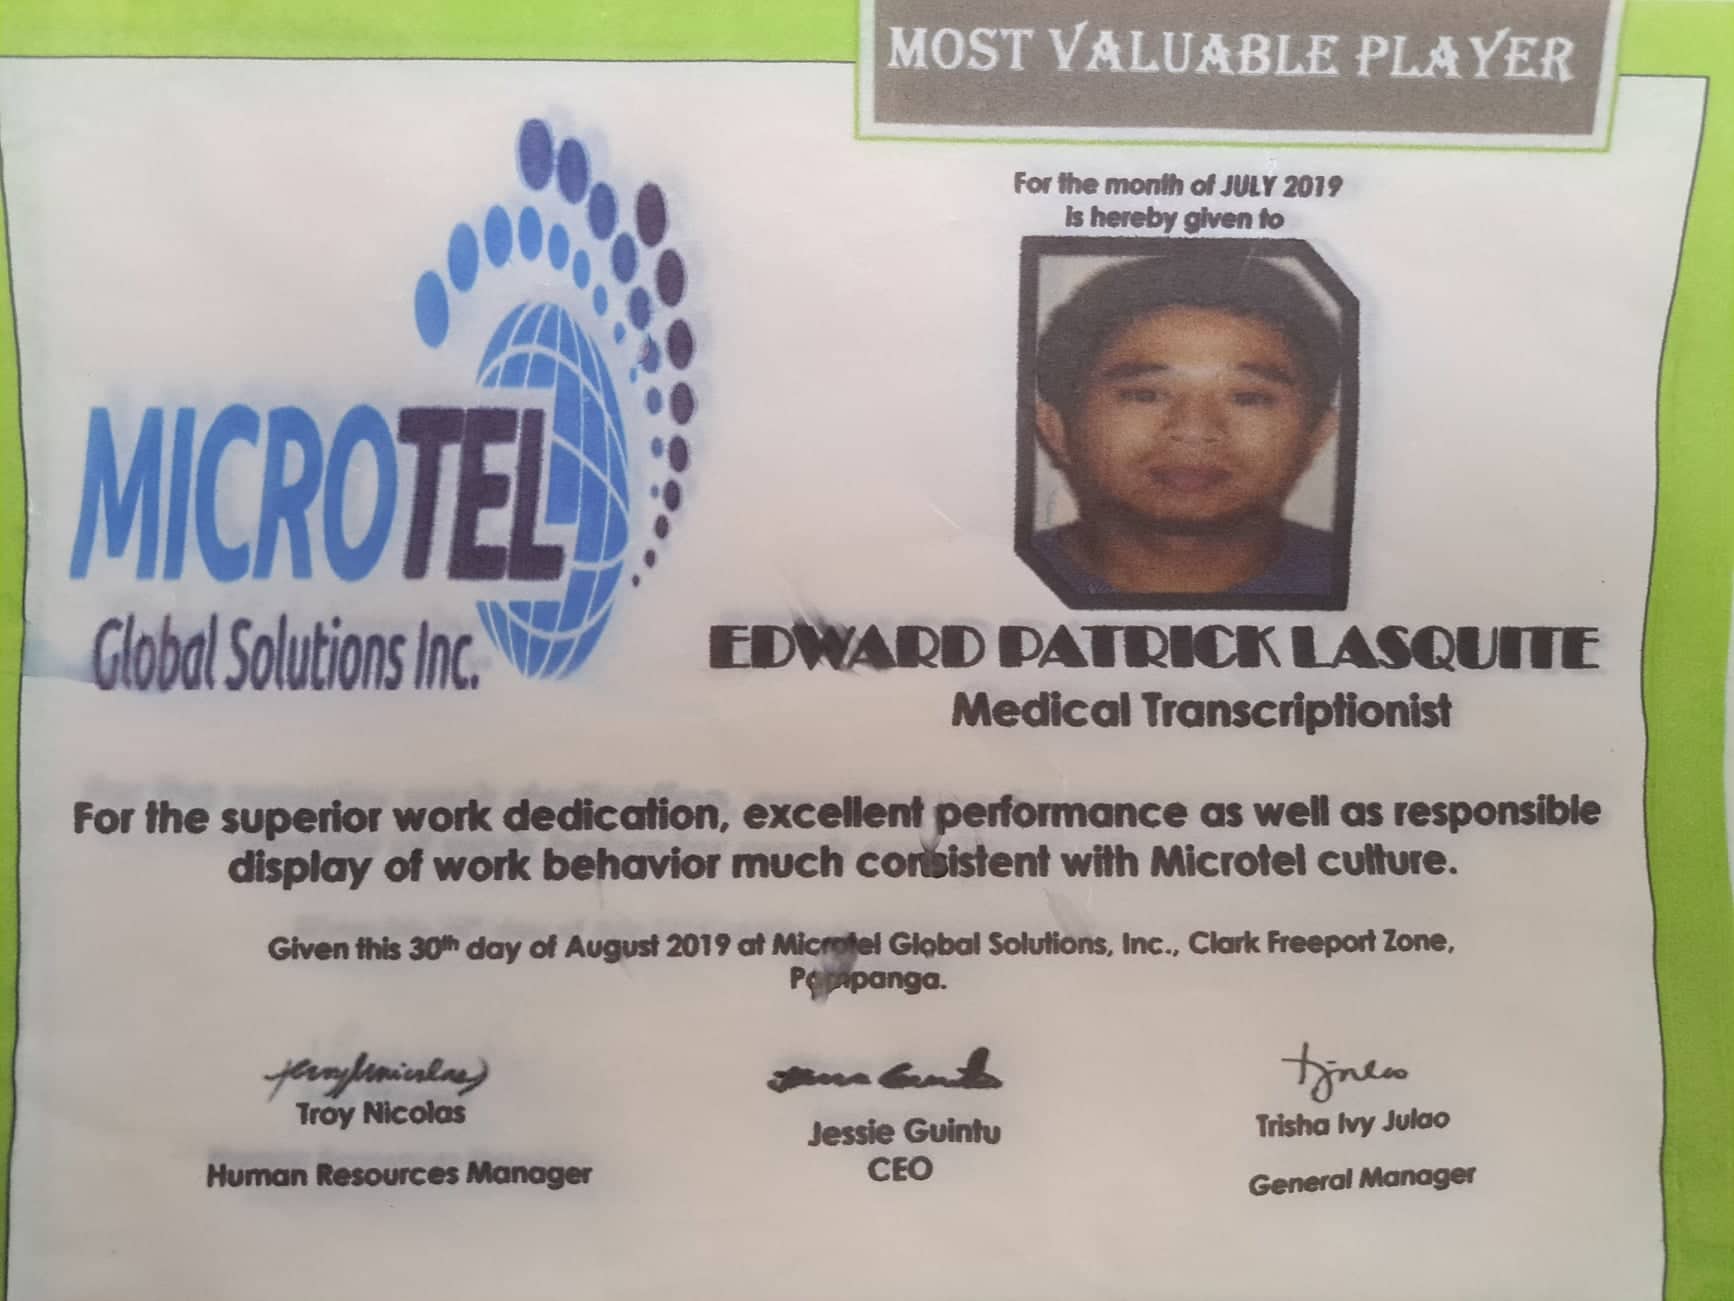 MOST VALUABLE PLAYER
For the month of JULY 2019
is hereby given to
MICROTEL
Global Solutions Inc.
EDWARD PATRICK LASQUITE
Medical Transcriptionist
For the superior work dedication, excellent performance as well as responsible
display of work behavior much consistent with Microtel culture.
Given this 30th day of August 2019 at Microtel Global Solutions, Inc., Clark Freeport Zone,
Pampanga.
Troy Nicolas
Jessie Guintu
Trisha Ivy Julao
Human Resources Manager
CEO
General Manager